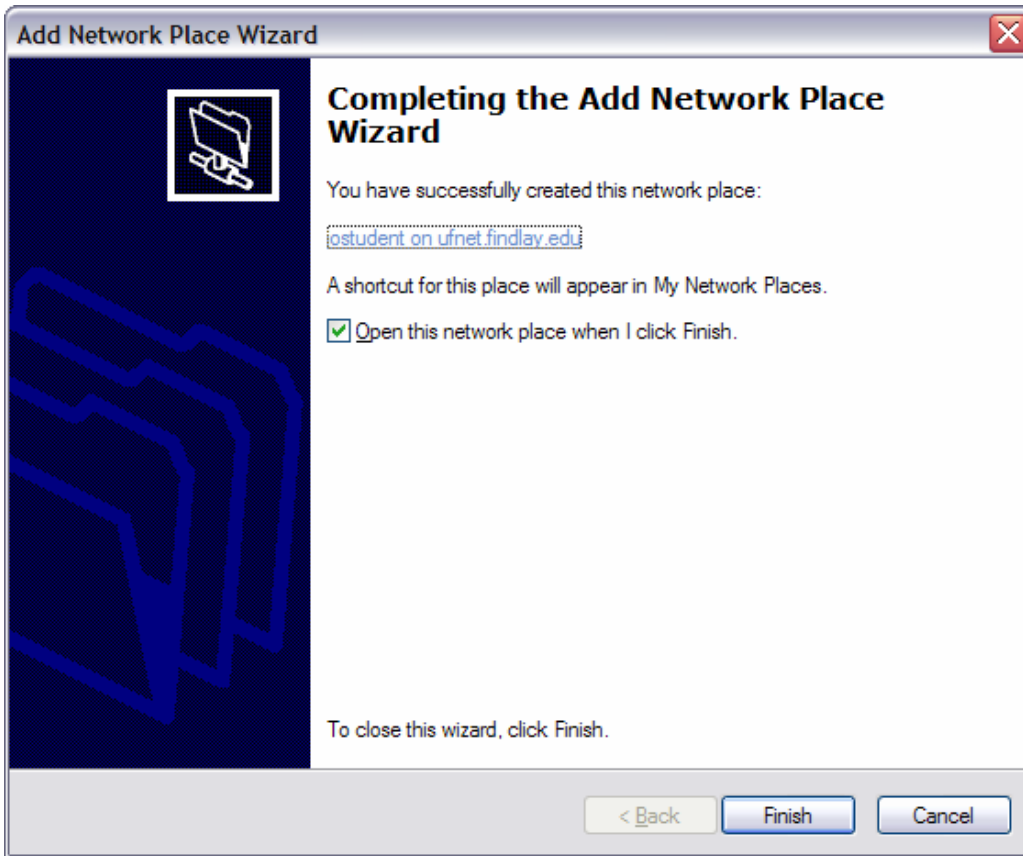 Add Network Place Wizard
Completing the Add Network Place
Wizard
You have successfully created this network place:
ostudent on ufnet.findlay.edu
A shortcut for this place will appear in My Network Places.
Open this network place when I click Finish.
To close this wizard, click Finish.
< Back Finish Cancel